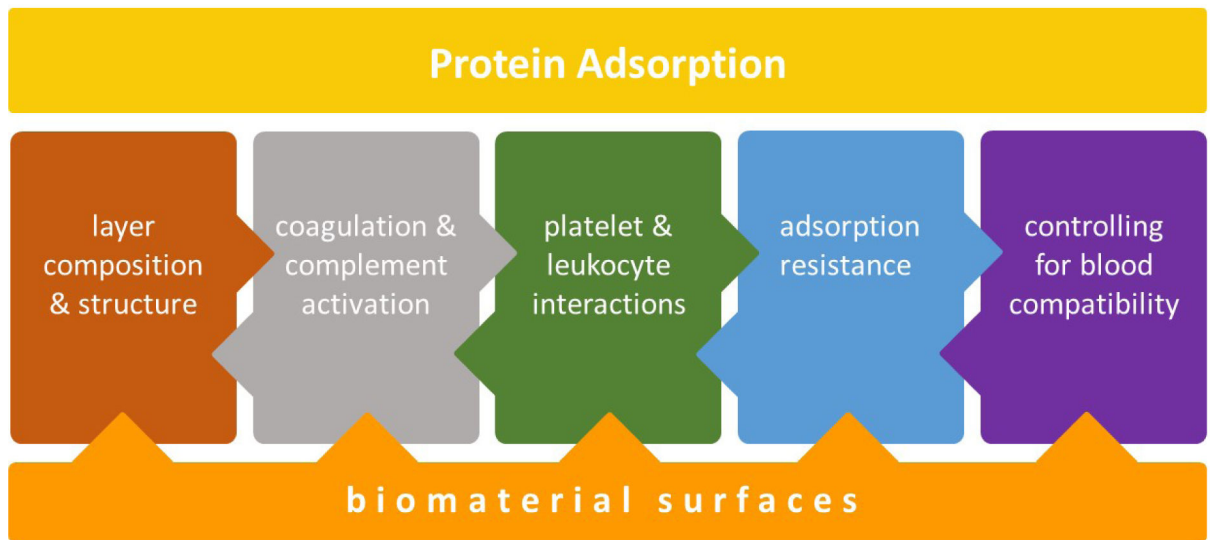 Protein Adsorption
layer
composition
& structure
coagulation &
complement
activation
platelet &
leukocyte
interactions
adsorption
resistance
controlling
for blood
compatibility
biomaterial surfaces